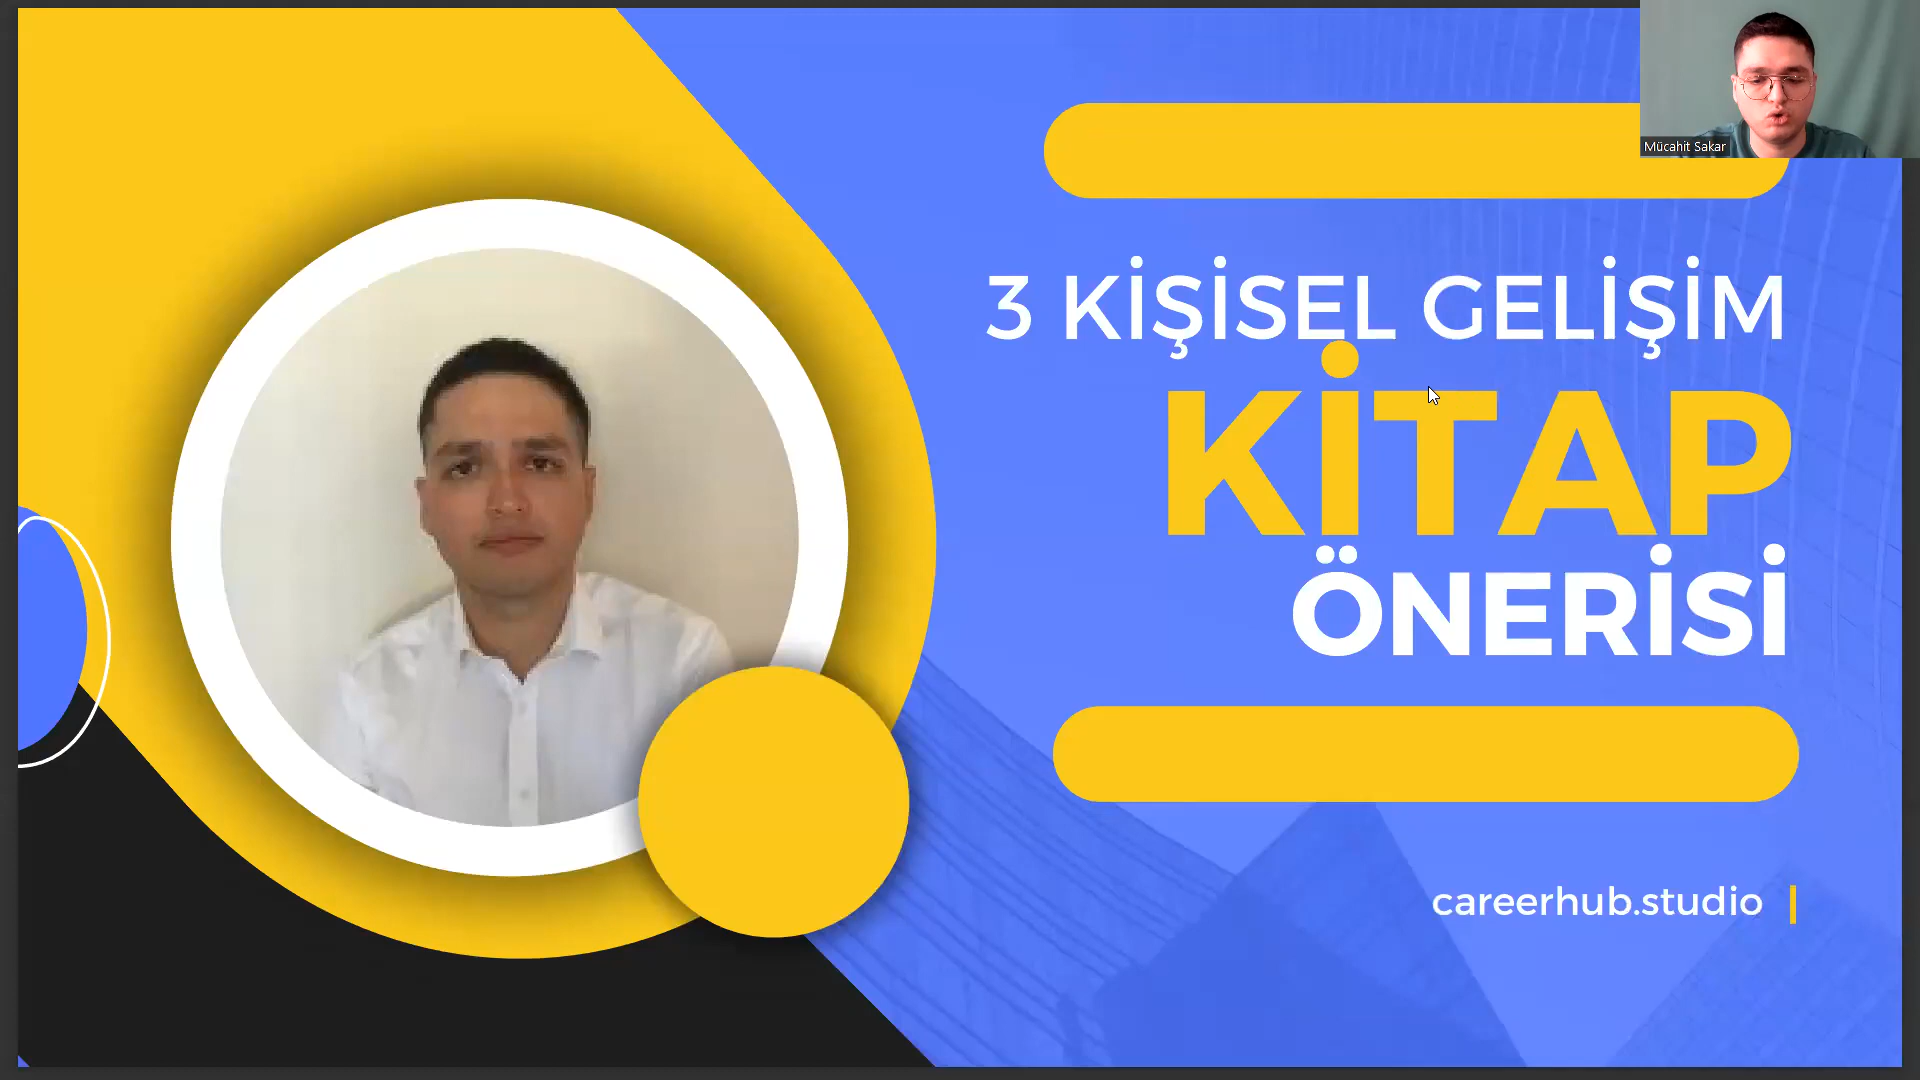 Mücahit Sakar
3 KİŞİSEL GELİŞİM
KİTAP
ÖNERİSİ
careerhub.studio